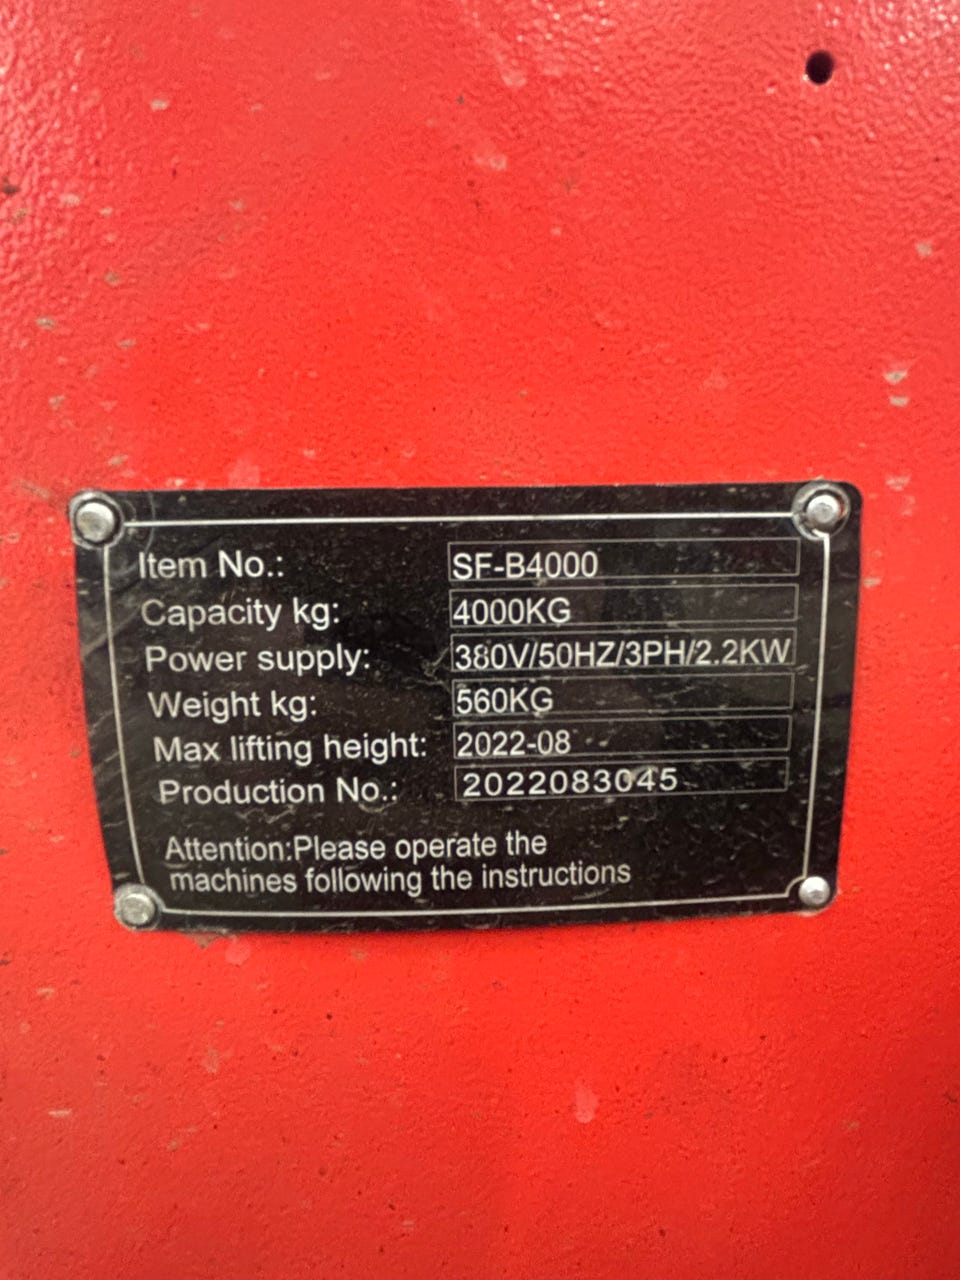 Item No.: SF-B4000
Capacity kg: 4000KG
Power supply: 380V/50HZ/3PH/2.2KW
Weight kg: 560KG
Max lifting height: 2022-08
Production No.: 2022083045
Attention:Please operate the
machines following the instructions